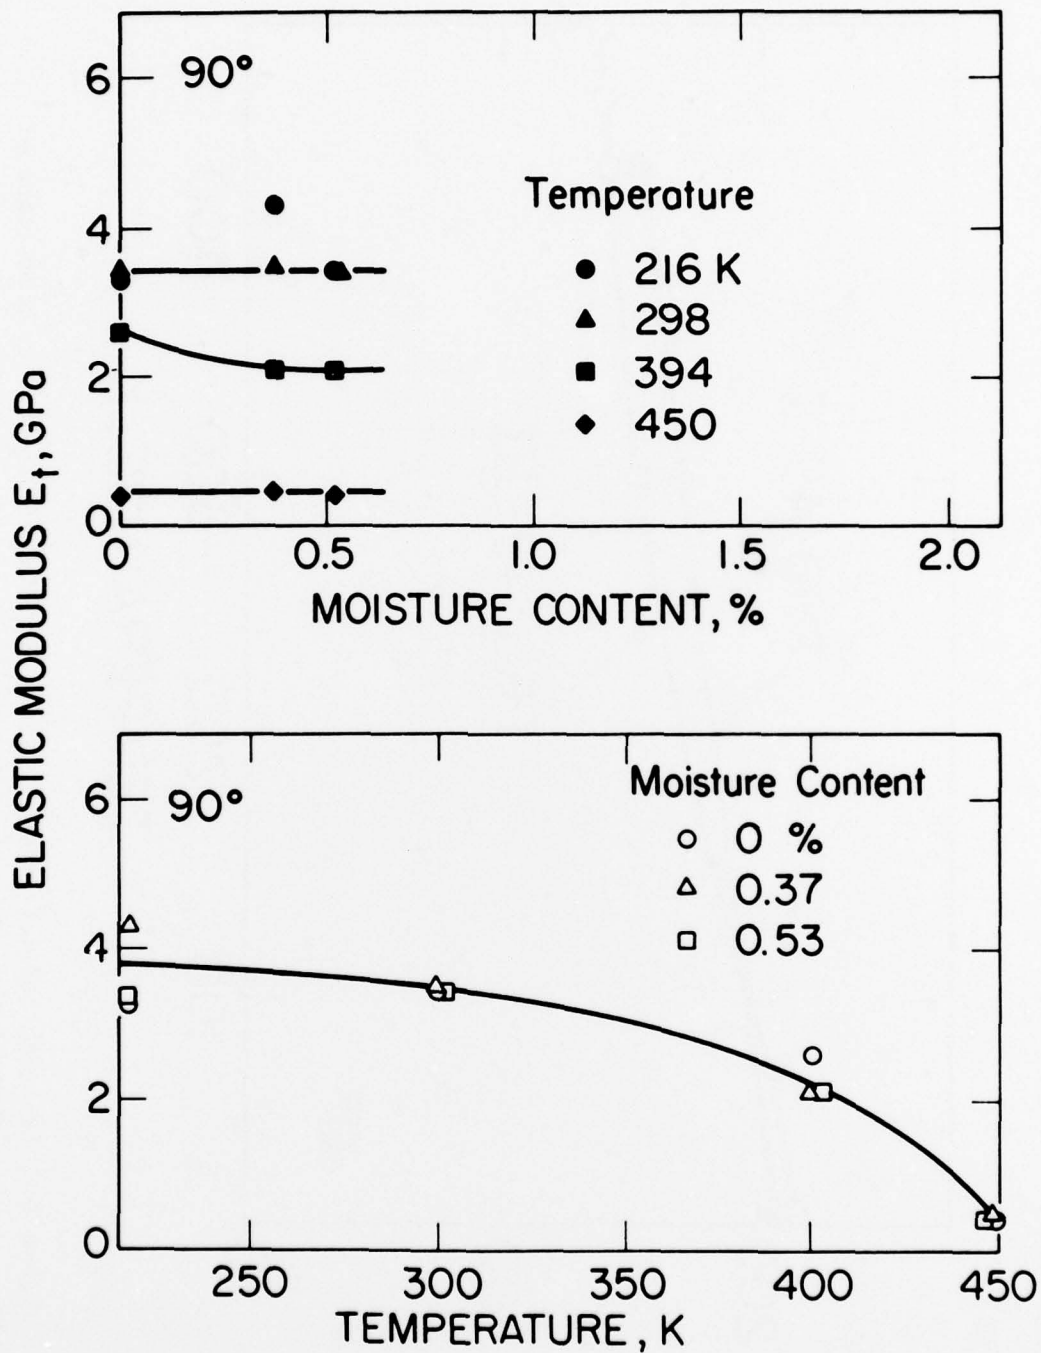 6
90°
4
2
0
Temperature
● 216 K
▲ 298
■ 394
◆ 450
0 0.5 1.0 1.5 2.0
MOISTURE CONTENT, %
ELASTIC MODULUS Et, GPa
6
90°
4
2
0
Moisture Content
○ 0 %
△ 0.37
□ 0.53
250 300 350 400 450
TEMPERATURE, K